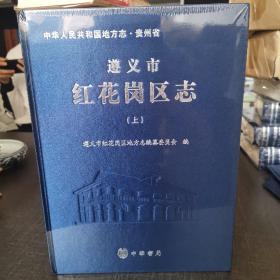 中华人民共和国地方志·贵州省
遵义市
红花岗区志
（上）
遵义市红花岗区地方志编纂委员会 编
中华书局